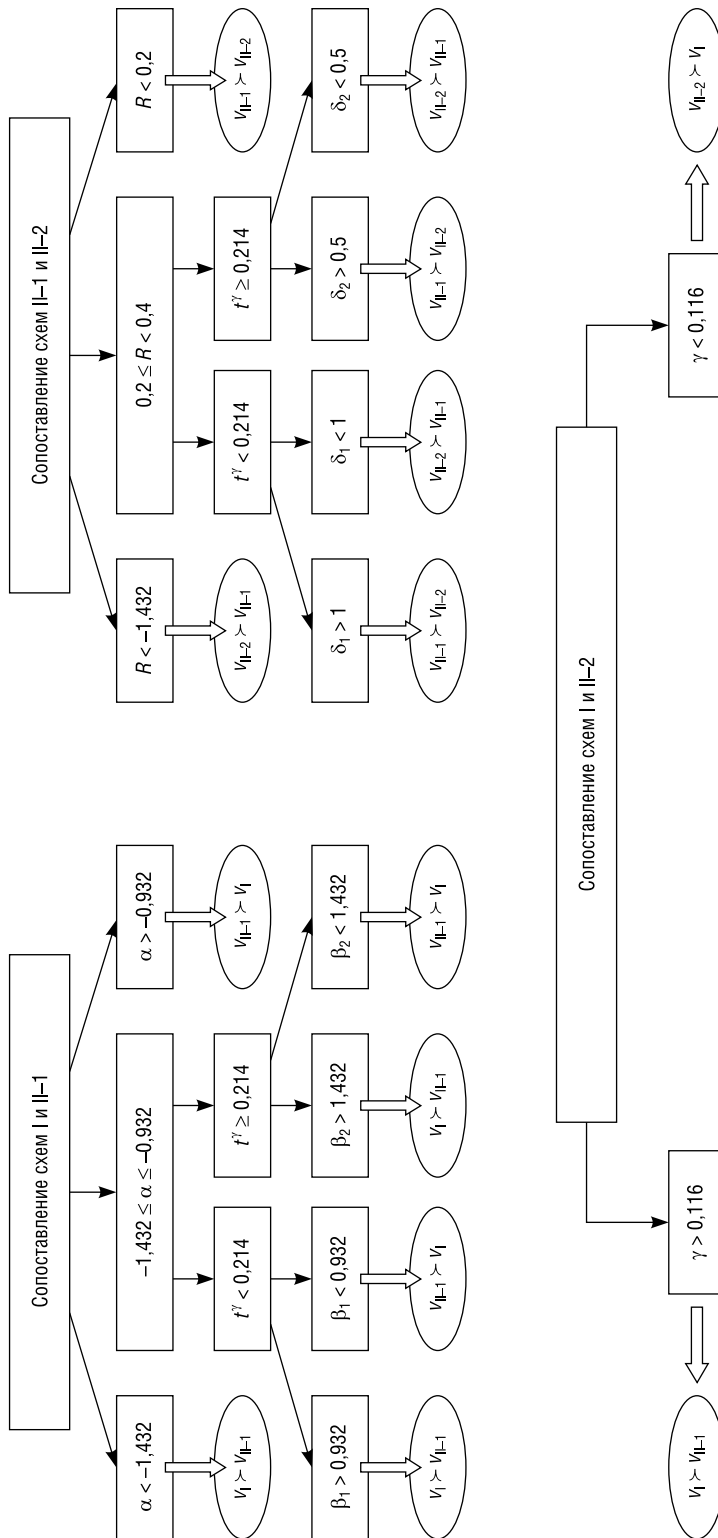 Сопоставление схем I и II–1
α < –1,432
–1,432 ≤ α ≤ –0,932
α > –0,932
V_I ≻ V_II–1
V_II–1 ≻ V_I
t^γ < 0,214
t^γ ≥ 0,214
β₁ > 0,932
β₁ < 0,932
β₂ > 1,432
β₂ < 1,432
V_I ≻ V_II–1
V_II–1 ≻ V_I
V_I ≻ V_II–1
V_II–1 ≻ V_I
Сопоставление схем II–1 и II–2
R < –1,432
0,2 ≤ R < 0,4
R < 0,2
V_II–2 ≻ V_II–1
V_II–1 ≻ V_II–2
t^γ < 0,214
t^γ ≥ 0,214
δ₁ > 1
δ₁ < 1
δ₂ > 0,5
δ₂ < 0,5
V_II–1 ≻ V_II–2
V_II–2 ≻ V_II–1
V_II–1 ≻ V_II–2
V_II–2 ≻ V_II–1
Сопоставление схем I и II–2
γ > 0,116
γ < 0,116
V_I ≻ V_II–1
V_II–2 ≻ V_I